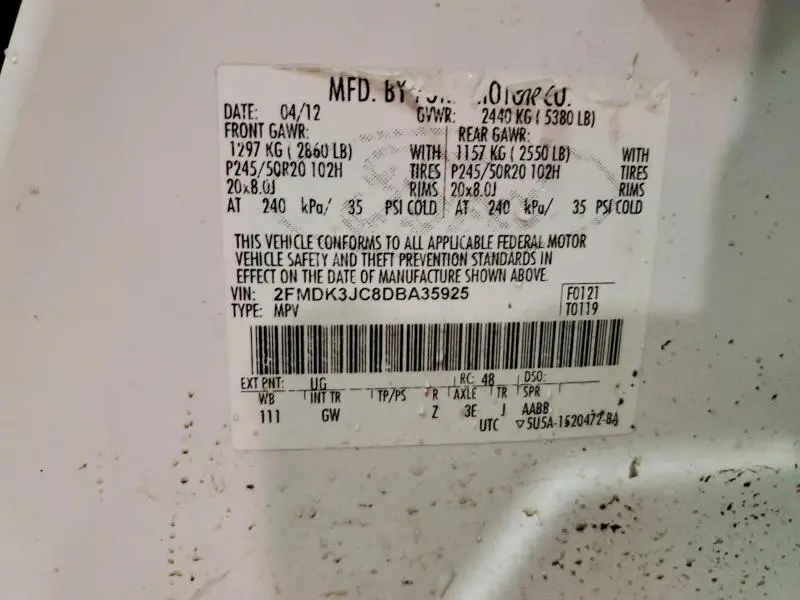 MFD. BY FORD MOTOR CO.
DATE: 04/12 GVWR: 2440 KG ( 5380 LB)
FRONT GAWR: REAR GAWR:
1297 KG ( 2860 LB) WITH 1157 KG ( 2550 LB) WITH
P245/50R20 102H TIRES P245/50R20 102H TIRES
20x8.0J RIMS 20x8.0J RIMS
AT 240 kPa/ 35 PSI COLD AT 240 kPa/ 35 PSI COLD
THIS VEHICLE CONFORMS TO ALL APPLICABLE FEDERAL MOTOR
VEHICLE SAFETY AND THEFT PREVENTION STANDARDS IN
EFFECT ON THE DATE OF MANUFACTURE SHOWN ABOVE.
VIN: 2FMDK3JC8DBA35925 F0121
TYPE: MPV T0119
EXT PNT: UG RC: 48 DSO:
WB INT TR TP/PS R AXLE TR SPR
111 GW Z 3E J AABB
UTC ▽5U5A-1520472-BA